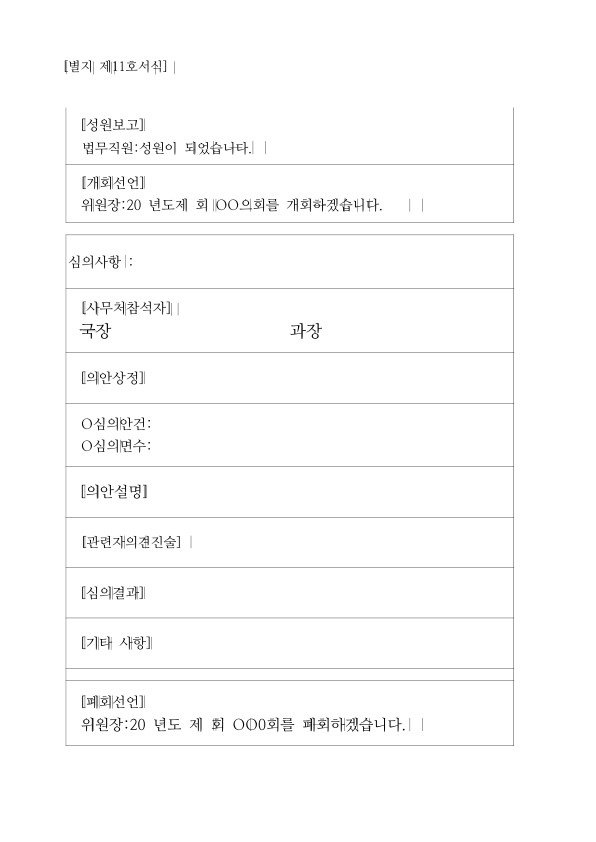 [별지 제11호서식]
[성원보고]
법무직원:성원이 되었습니다.
[개회선언]
위원장:20 년도제 회 OO의회를 개회하겠습니다.
심의사항 :
[사무처참석자]
국장 과장
[의안상정]
O심의안건:
O심의면수:
[의안설명]
[관련자의견진술]
[심의결과]
[기타 사항]
[폐회선언]
위원장:20 년도 제 회 OO0회를 폐회하겠습니다.